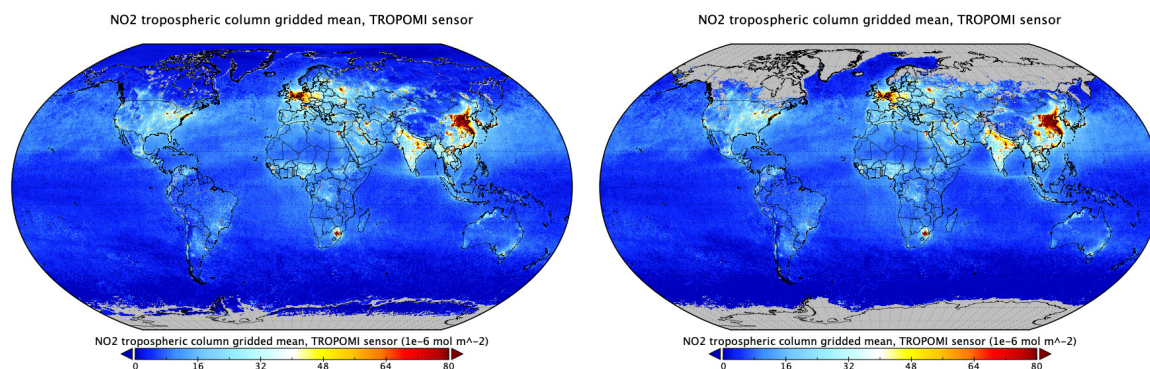 NO2 tropospheric column gridded mean, TROPOMI sensor
NO2 tropospheric column gridded mean, TROPOMI sensor (1e-6 mol m^-2)
0 16 32 48 64 80
NO2 tropospheric column gridded mean, TROPOMI sensor
NO2 tropospheric column gridded mean, TROPOMI sensor (1e-6 mol m^-2)
0 16 32 48 64 80